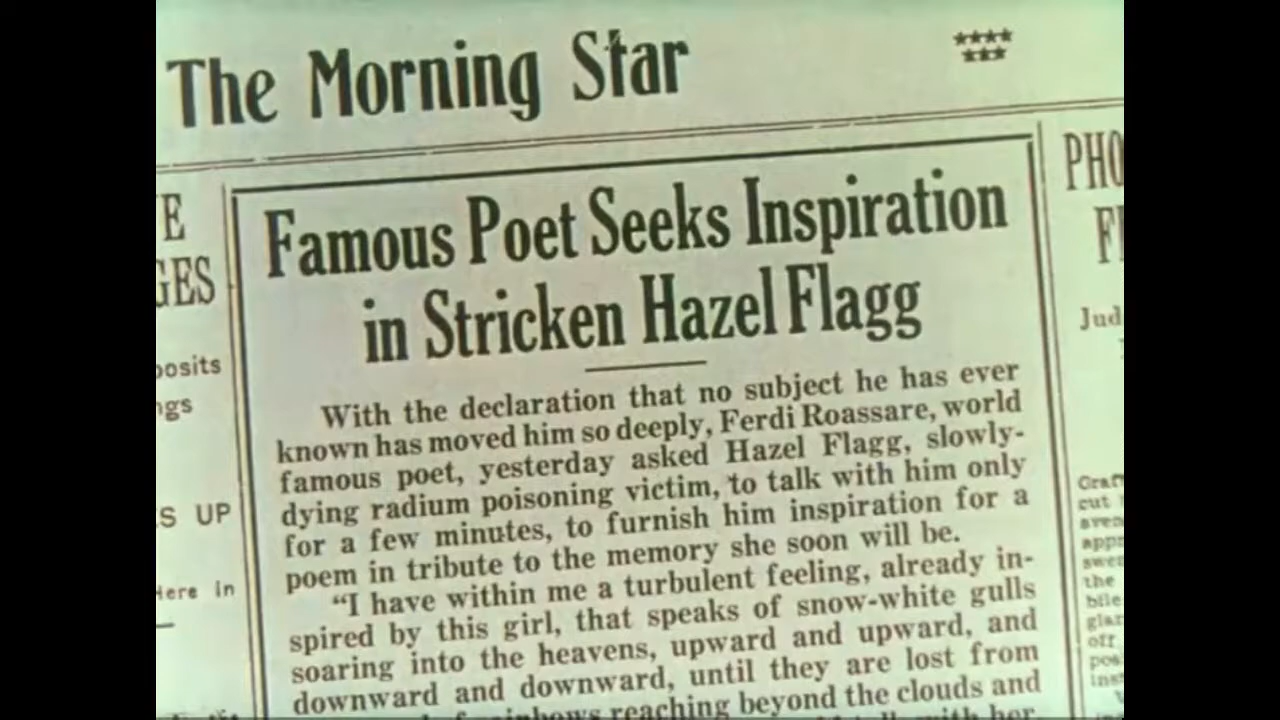 The Morning Star
Famous Poet Seeks Inspiration
in Stricken Hazel Flagg
With the declaration that no subject he has ever
known has moved him so deeply, Ferdi Roassare, world
famous poet, yesterday asked Hazel Flagg, slowly-
dying radium poisoning victim, to talk with him only
for a few minutes, to furnish him inspiration for a
poem in tribute to the memory she soon will be.
"I have within me a turbulent feeling, already in-
spired by this girl, that speaks of snow-white gulls
soaring into the heavens, upward and upward, and
downward and downward, until they are lost from
reaching beyond the clouds and
UP
Here in
PHO
Jud
cut
the
off